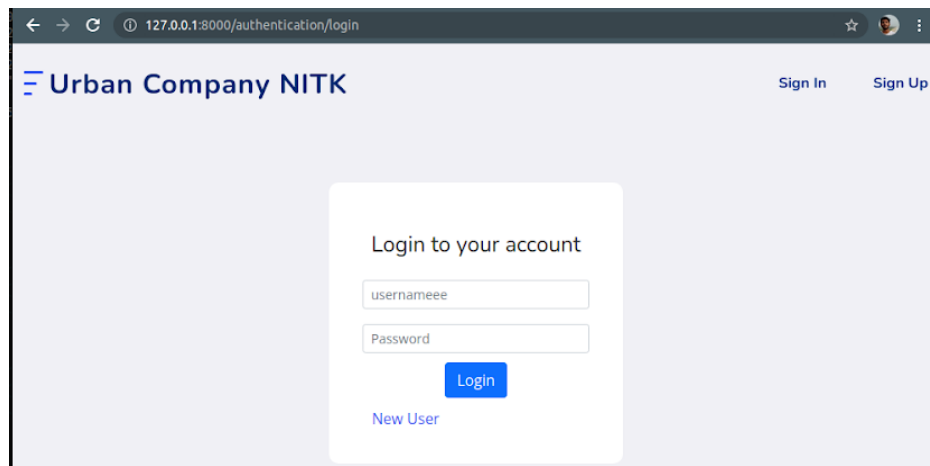 127.0.0.1:8000/authentication/login
Urban Company NITK
Sign In
Sign Up
Login to your account
usernameee
Password
Login
New User